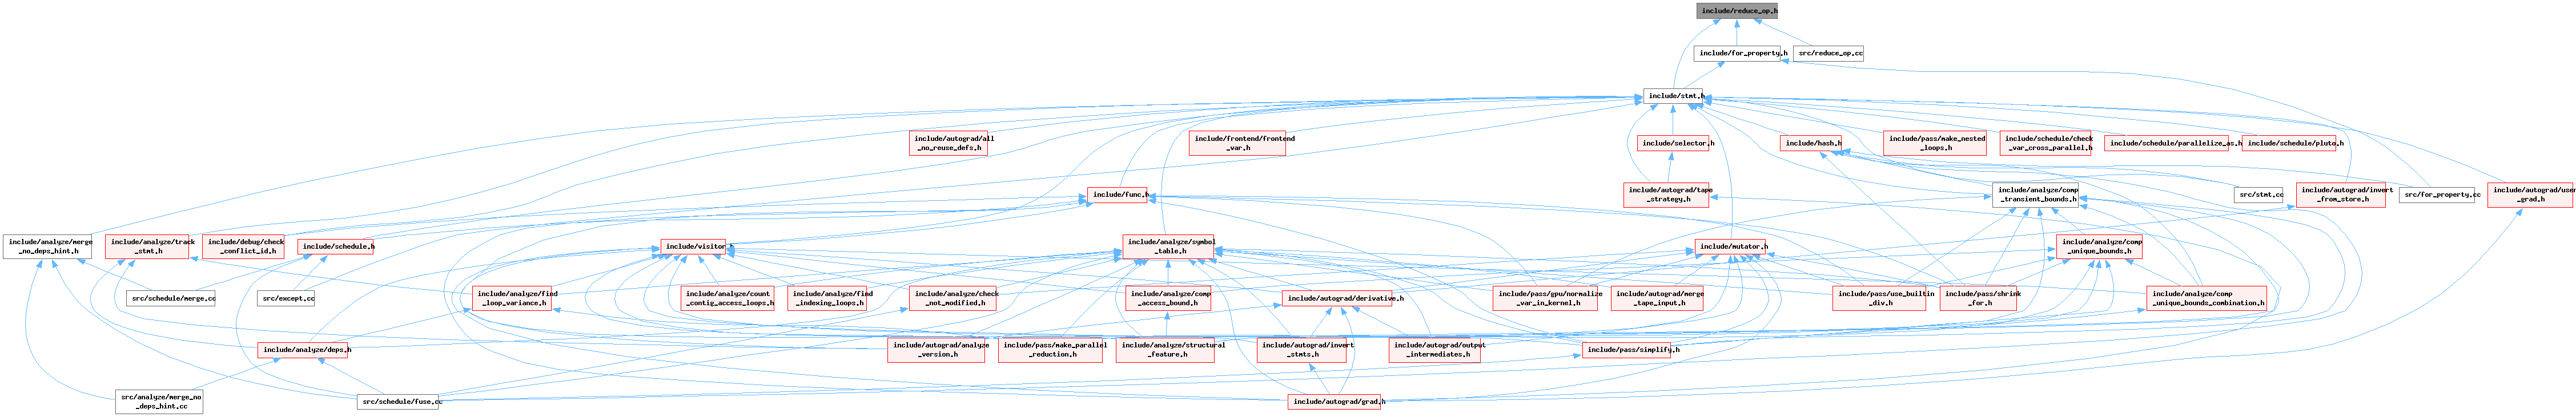 include/reduce_op.h
include/for_property.h
src/reduce_op.cc
include/stmt.h
include/autograd/all
_no_reuse_defs.h
include/frontend/frontend
_var.h
include/selector.h
include/hash.h
include/pass/make_nested
_loops.h
include/schedule/check
_var_cross_parallel.h
include/schedule/parallelize_as.h
include/schedule/pluto.h
include/func.h
include/autograd/tape
_strategy.h
include/analyze/comp
_transient_bounds.h
src/stmt.cc
include/autograd/invert
_from_store.h
src/for_property.cc
include/autograd/user
_grad.h
include/analyze/merge
_no_deps_hint.h
include/analyze/track
_stmt.h
include/debug/check
_conflict_id.h
include/schedule.h
include/visitor.h
include/analyze/symbol
_table.h
include/mutator.h
include/analyze/comp
_unique_bounds.h
src/schedule/merge.cc
src/except.cc
include/analyze/find
_loop_variance.h
include/analyze/count
_contig_access_loops.h
include/analyze/find
_indexing_loops.h
include/analyze/check
_not_modified.h
include/analyze/comp
_access_bound.h
include/autograd/derivative.h
include/pass/gpu/normalize
_var_in_kernel.h
include/autograd/merge
_tape_input.h
include/pass/use_builtin
_div.h
include/pass/shrink
_for.h
include/analyze/comp
_unique_bounds_combination.h
include/analyze/deps.h
include/autograd/analyze
_version.h
include/pass/make_parallel
_reduction.h
include/analyze/structural
_feature.h
include/autograd/invert
_stmts.h
include/autograd/output
_intermediates.h
include/pass/simplify.h
src/analyze/merge_no
_deps_hint.cc
src/schedule/fuse.cc
include/autograd/grad.h